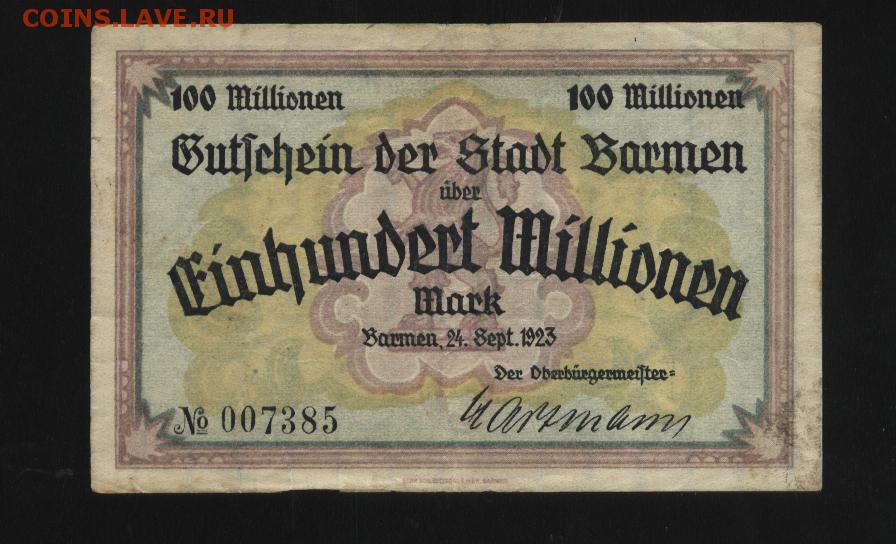 COINS.LAVE.RU
100 Millionen 100 Millionen
Gutschein der Stadt Barmen
über
Einhundert Millionen
Mark
Barmen, 24. Sept. 1923
Der Oberbürgermeister:
Hartmann
№ 007385